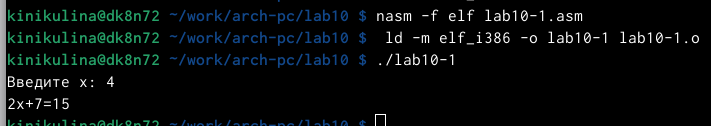 kinikulina@dk8n72 ~/work/arch-pc/lab10 $ nasm -f elf lab10-1.asm
kinikulina@dk8n72 ~/work/arch-pc/lab10 $  ld -m elf_i386 -o lab10-1 lab10-1.o
kinikulina@dk8n72 ~/work/arch-pc/lab10 $ ./lab10-1
Введите x: 4
2x+7=15
kinikulina@dk8n72 ~/work/arch-pc/lab10 $